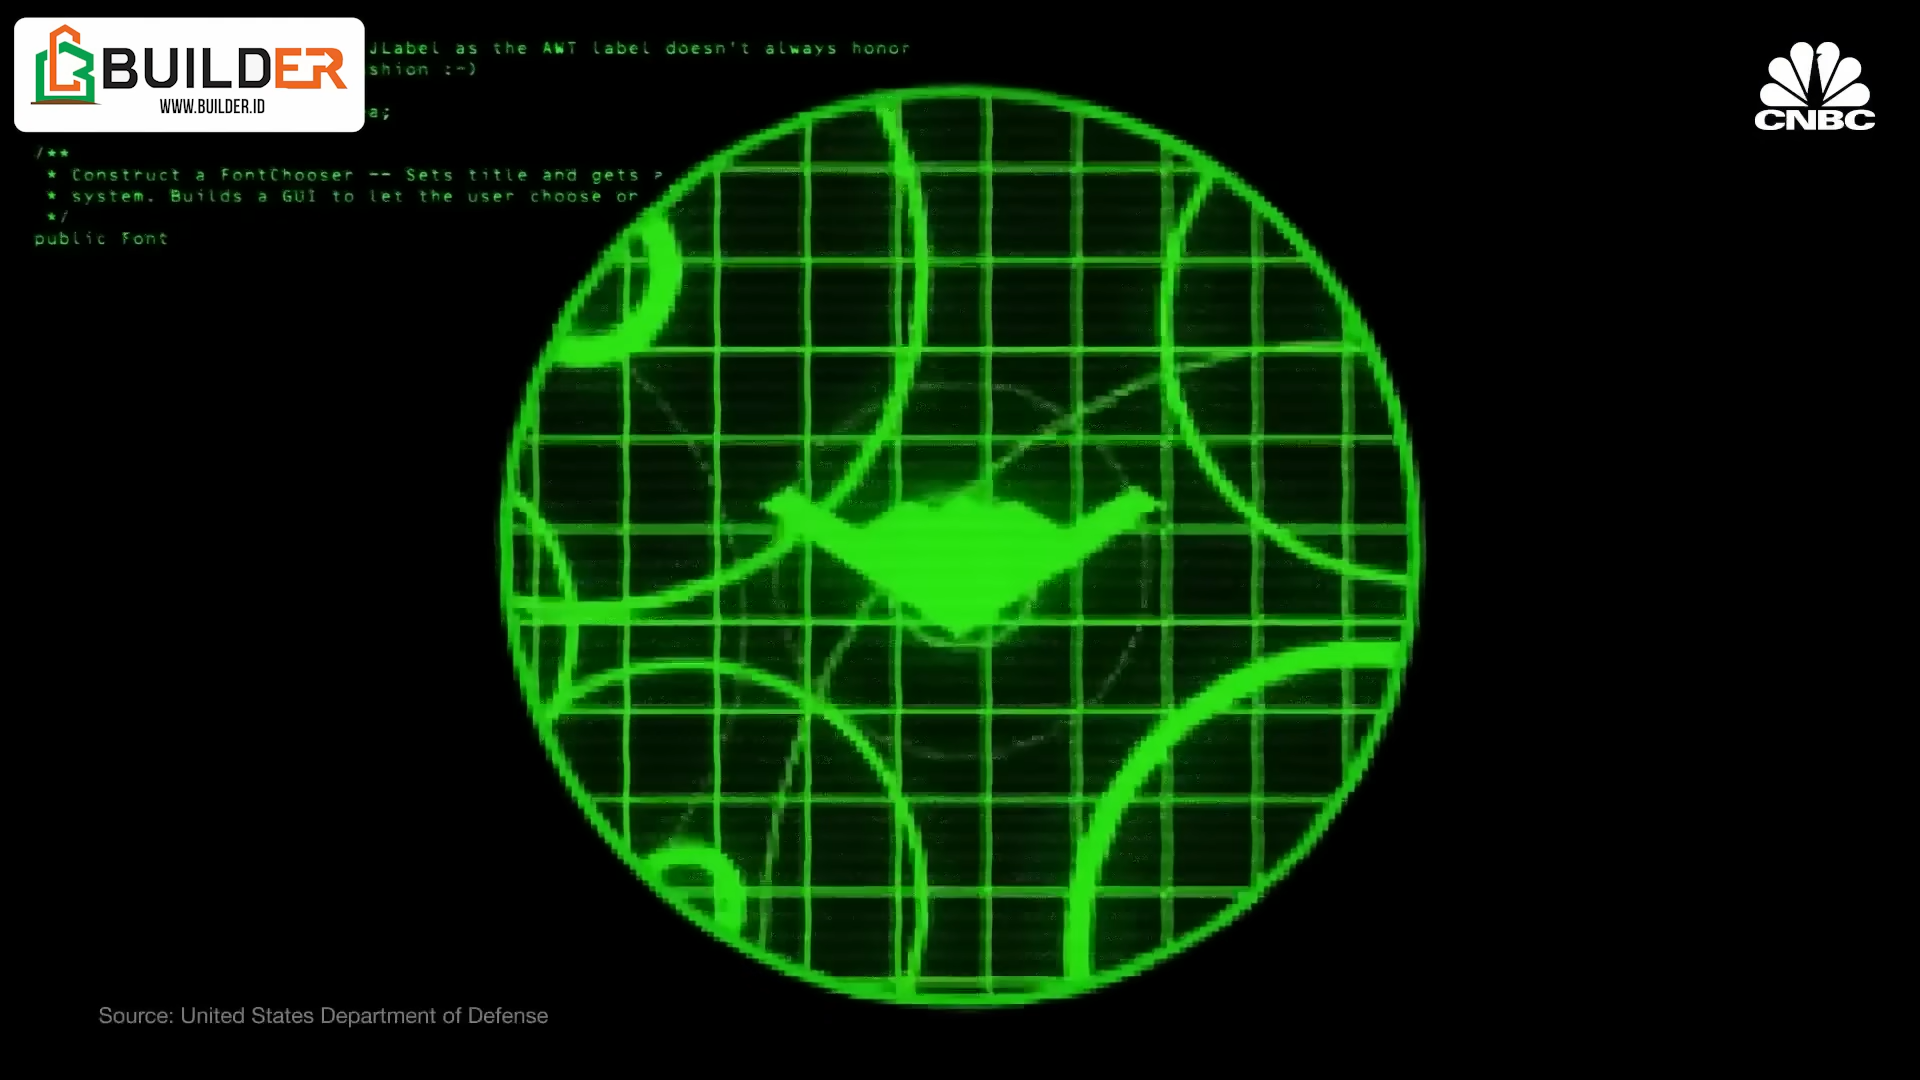 BUILDER
WWW.BUILDER.ID
JLabel as the AWT label doesn't always honor
shion :-)
a;
/**
* Construct a FontChooser -- Sets title and gets
* system. Builds a GUI to let the user choose or
*/
public Font
CNBC
Source: United States Department of Defense